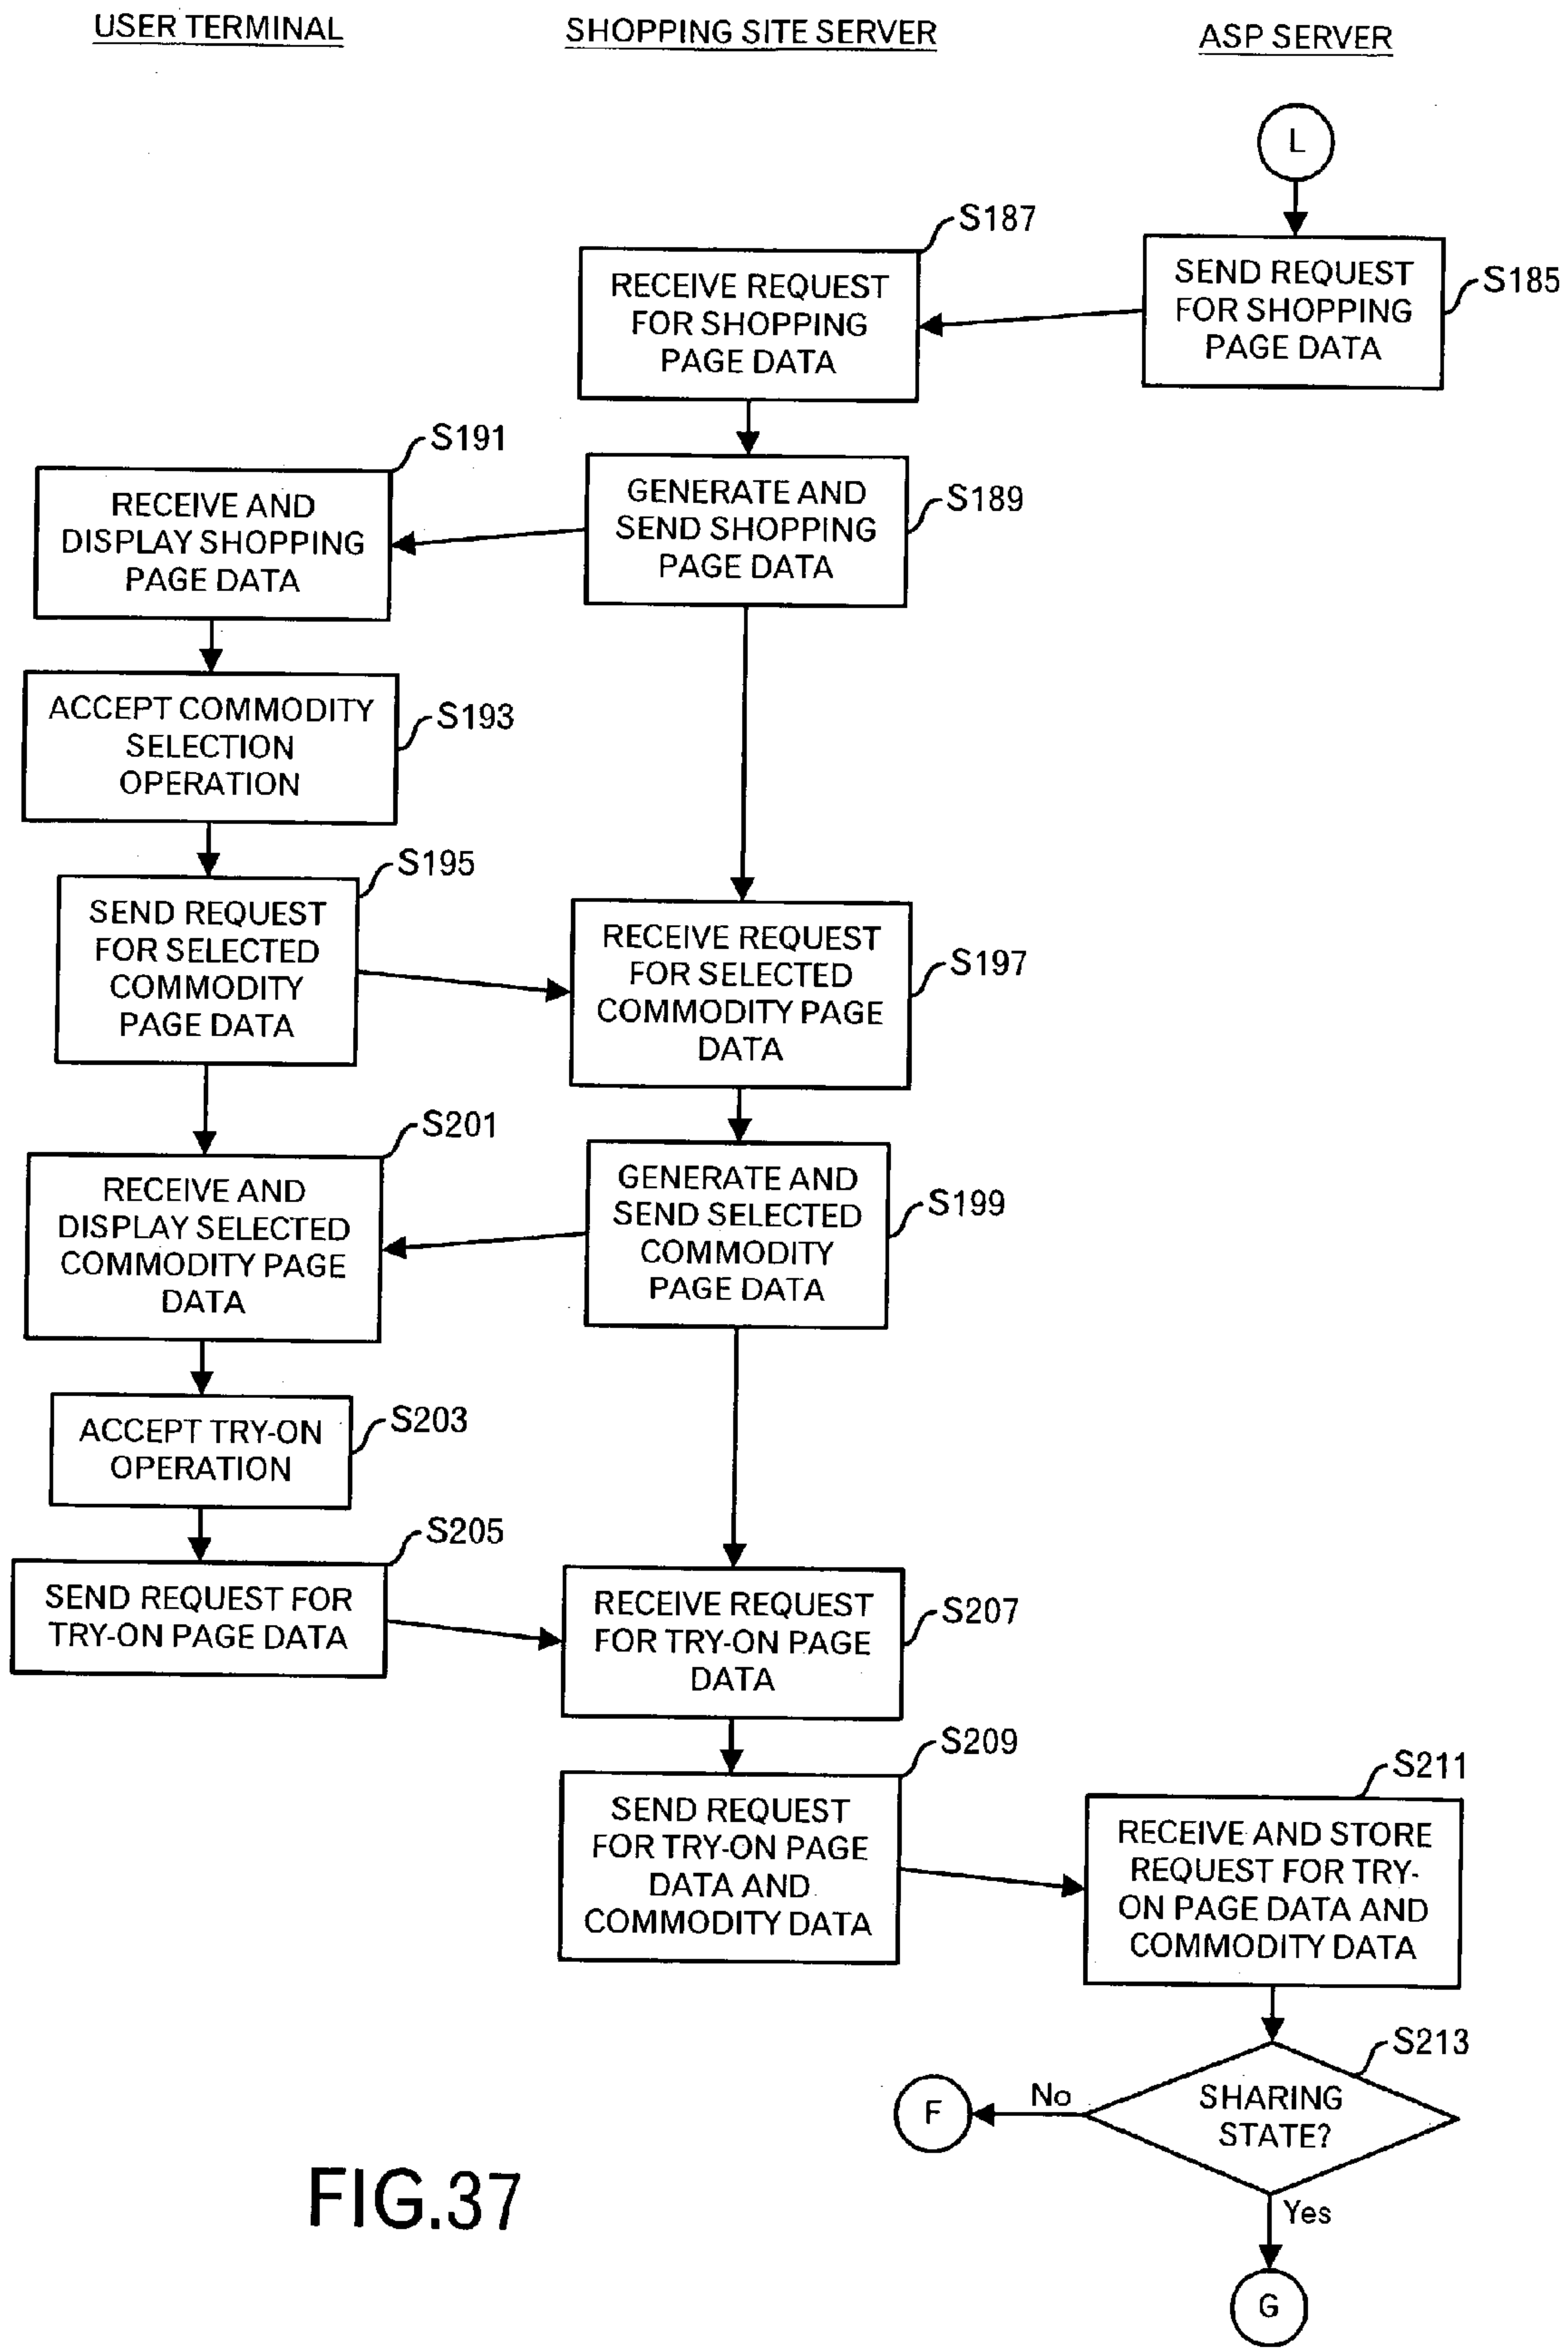 USER TERMINAL
SHOPPING SITE SERVER
ASP SERVER
L
S185
SEND REQUEST
FOR SHOPPING
PAGE DATA
S187
RECEIVE REQUEST
FOR SHOPPING
PAGE DATA
S189
GENERATE AND
SEND SHOPPING
PAGE DATA
S191
RECEIVE AND
DISPLAY SHOPPING
PAGE DATA
S193
ACCEPT COMMODITY
SELECTION
OPERATION
S195
SEND REQUEST
FOR SELECTED
COMMODITY
PAGE DATA
S197
RECEIVE REQUEST
FOR SELECTED
COMMODITY PAGE
DATA
S199
GENERATE AND
SEND SELECTED
COMMODITY
PAGE DATA
S201
RECEIVE AND
DISPLAY SELECTED
COMMODITY PAGE
DATA
S203
ACCEPT TRY-ON
OPERATION
S205
SEND REQUEST FOR
TRY-ON PAGE DATA
S207
RECEIVE REQUEST
FOR TRY-ON PAGE
DATA
S209
SEND REQUEST
FOR TRY-ON PAGE
DATA AND
COMMODITY DATA
S211
RECEIVE AND STORE
REQUEST FOR TRY-
ON PAGE DATA AND
COMMODITY DATA
S213
SHARING
STATE?
No
F
Yes
G
FIG.37